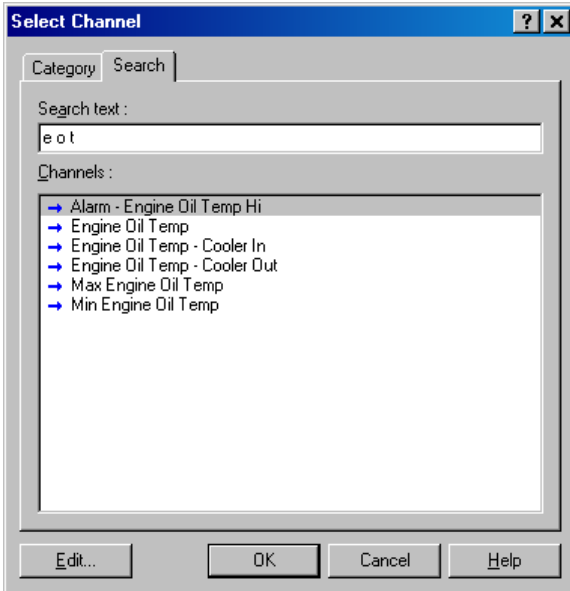 Select Channel
Category Search
Search text :
e o t
Channels :
Alarm - Engine Oil Temp Hi
Engine Oil Temp
Engine Oil Temp - Cooler In
Engine Oil Temp - Cooler Out
Max Engine Oil Temp
Min Engine Oil Temp
Edit... OK Cancel Help